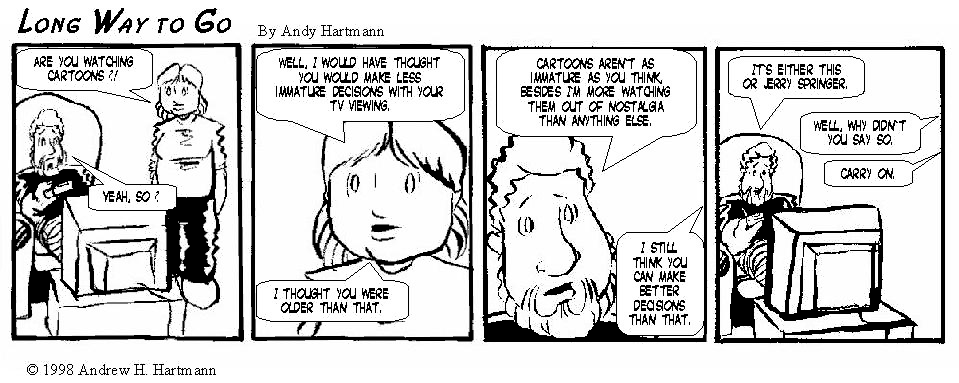 LONG WAY TO GO
By Andy Hartmann
ARE YOU WATCHING
CARTOONS ?!
YEAH, SO ?
WELL, I WOULD HAVE THOUGHT
YOU WOULD MAKE LESS
IMMATURE DECISIONS WITH YOUR
TV VIEWING.
I THOUGHT YOU WERE
OLDER THAN THAT.
CARTOONS AREN'T AS
IMMATURE AS YOU THINK,
BESIDES I'M MORE WATCHING
THEM OUT OF NOSTALGIA
THAN ANYTHING ELSE.
I STILL
THINK YOU
CAN MAKE
BETTER
DECISIONS
THAN THAT.
IT'S EITHER THIS
OR JERRY SPRINGER.
WELL, WHY DIDN'T
YOU SAY SO.
CARRY ON.
© 1998 Andrew H. Hartmann